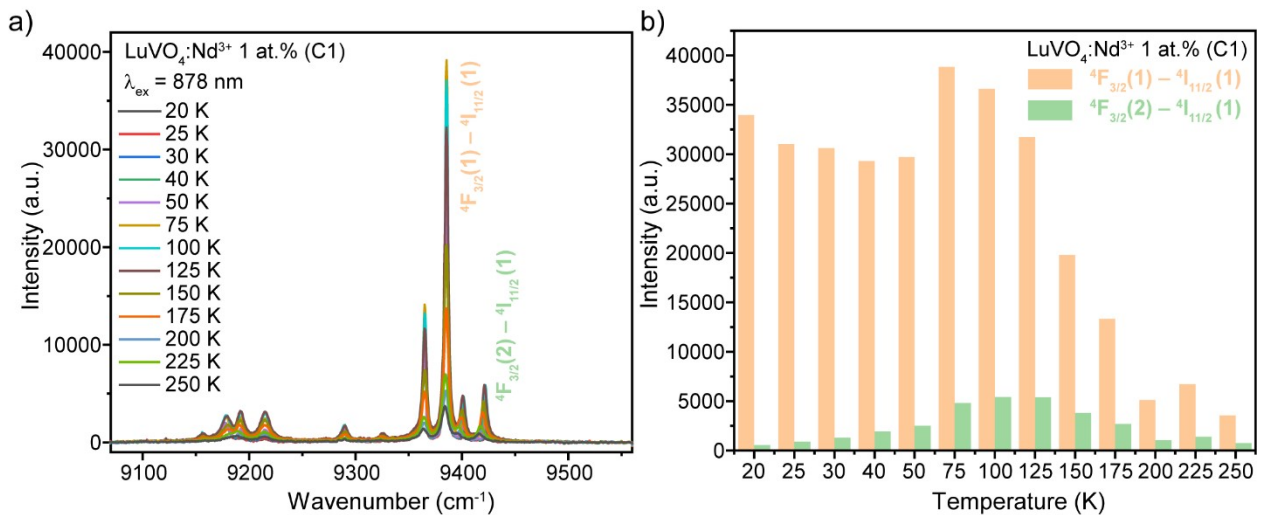 a)
LuVO₄:Nd³⁺ 1 at.% (C1)
λₑₓ = 878 nm
20 K
25 K
30 K
40 K
50 K
75 K
100 K
125 K
150 K
175 K
200 K
225 K
250 K
⁴F₃/₂(1) – ⁴I₁₁/₂(1)
⁴F₃/₂(2) – ⁴I₁₁/₂(1)
Intensity (a.u.)
40000
30000
20000
10000
0
9100 9200 9300 9400 9500
Wavenumber (cm⁻¹)
b)
LuVO₄:Nd³⁺ 1 at.% (C1)
⁴F₃/₂(1) – ⁴I₁₁/₂(1)
⁴F₃/₂(2) – ⁴I₁₁/₂(1)
Intensity (a.u.)
40000
35000
30000
25000
20000
15000
10000
5000
0
20 25 30 40 50 75 100 125 150 175 200 225 250
Temperature (K)